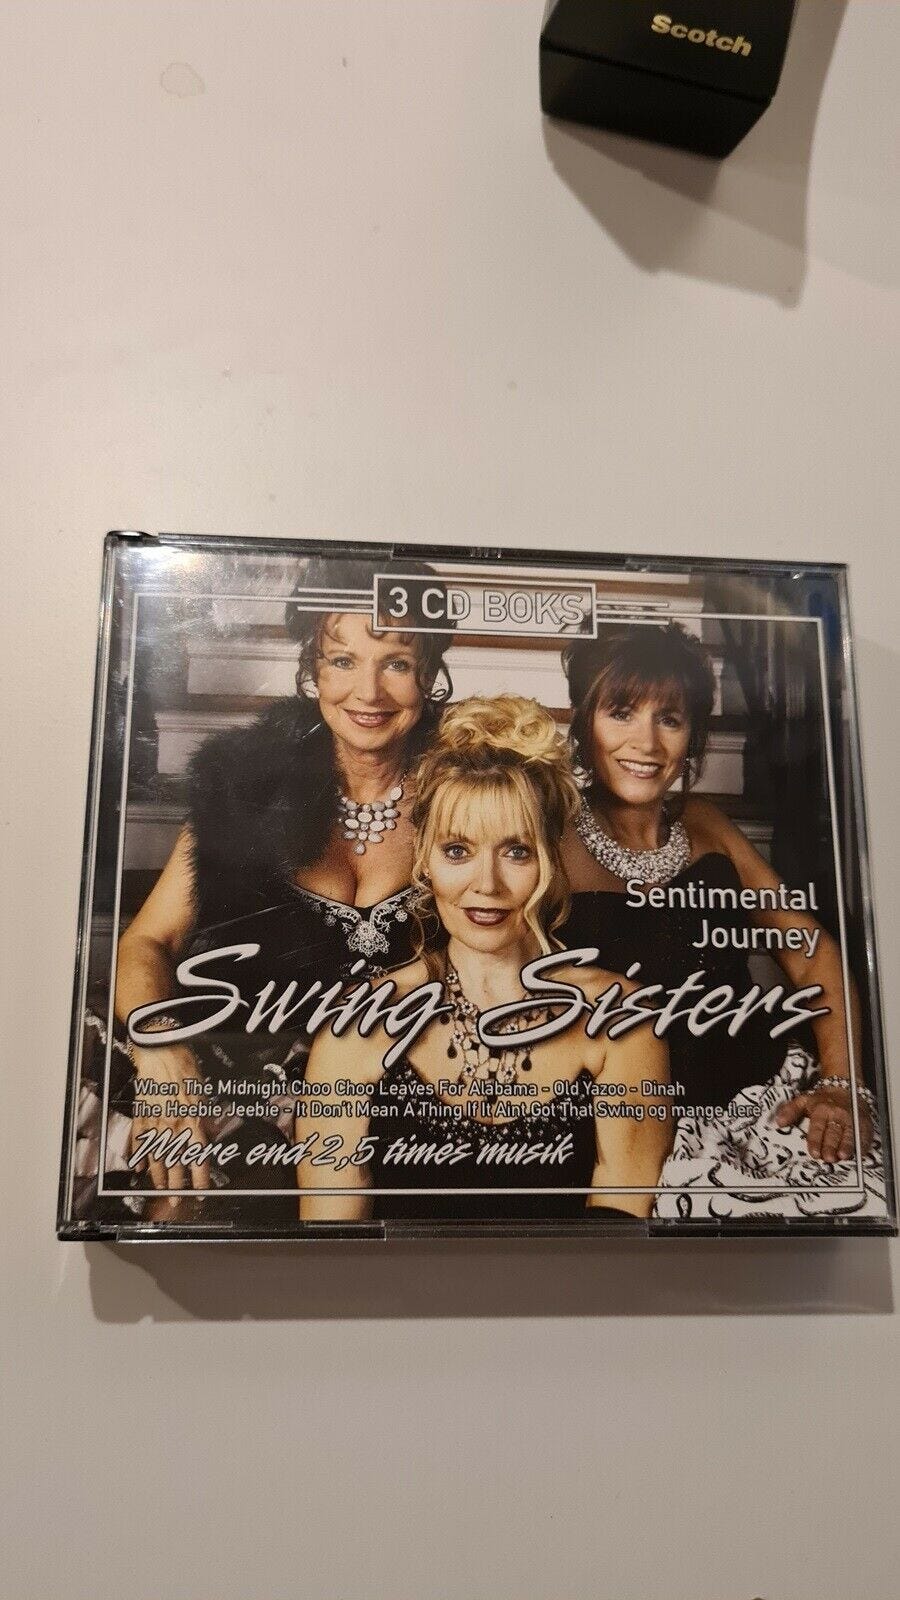 Scotch
3 CD BOKS
Sentimental
Journey
Swing Sisters
When The Midnight Choo Choo Leaves For Alabama - Old Yazoo - Dinah
The Heebie Jeebie - It Don't Mean A Thing If It Aint Got That Swing og mange flere
Mere end 2,5 times musik